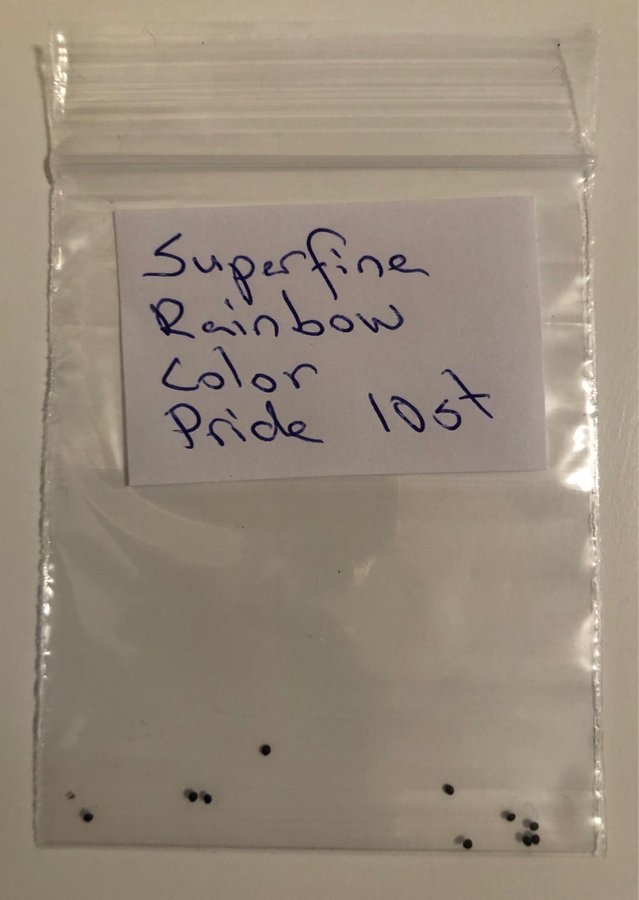 Superfine
Rainbow
Color
Pride 10st